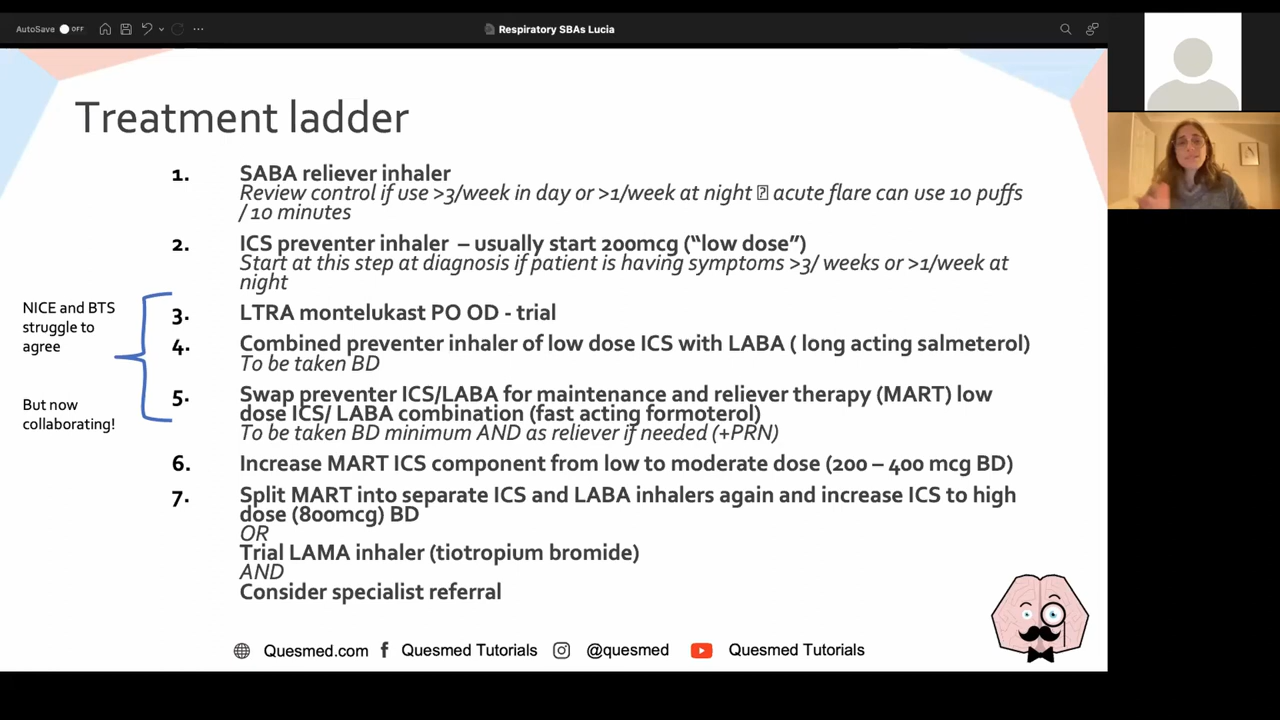 AutoSave OFF
Respiratory SBAs Lucia
Treatment ladder
1. SABA reliever inhaler
Review control if use >3/week in day or >1/week at night ⍰ acute flare can use 10 puffs
/ 10 minutes
2. ICS preventer inhaler – usually start 200mcg (“low dose”)
Start at this step at diagnosis if patient is having symptoms >3/ weeks or >1/week at
night
NICE and BTS
struggle to
agree
But now
collaborating!
3. LTRA montelukast PO OD - trial
4. Combined preventer inhaler of low dose ICS with LABA ( long acting salmeterol)
To be taken BD
5. Swap preventer ICS/LABA for maintenance and reliever therapy (MART) low
dose ICS/ LABA combination (fast acting formoterol)
To be taken BD minimum AND as reliever if needed (+PRN)
6. Increase MART ICS component from low to moderate dose (200 – 400 mcg BD)
7. Split MART into separate ICS and LABA inhalers again and increase ICS to high
dose (800mcg) BD
OR
Trial LAMA inhaler (tiotropium bromide)
AND
Consider specialist referral
Quesmed.com Quesmed Tutorials @quesmed Quesmed Tutorials